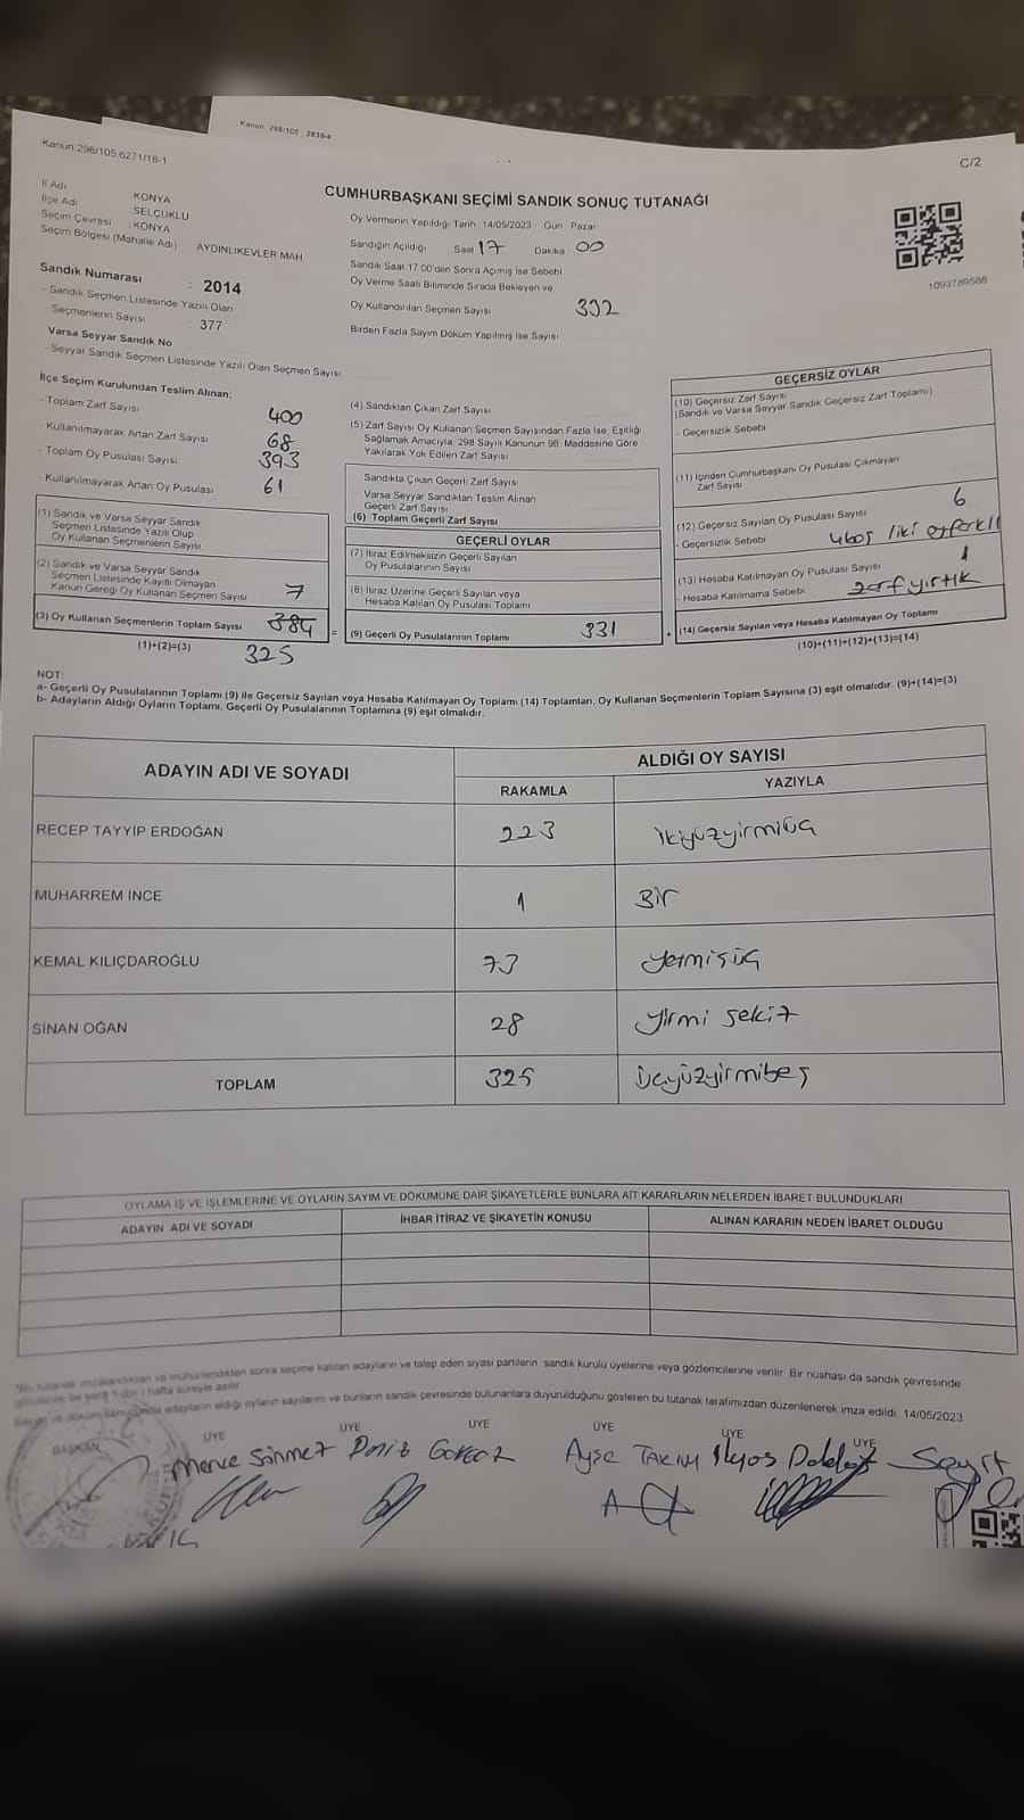 Kanun 298/105 2839-4
Kanun:296/105.6271/18-1
C/2
CUMHURBAŞKANI SEÇİMİ SANDIK SONUÇ TUTANAĞI
İl Adı KONYA
İlçe Adı SELÇUKLU
Seçim Çevresi : KONYA
Seçim Bölgesi (Mahalle Adı) AYDINLIKEVLER MAH
Sandık Numarası : 2014
- Sandık Seçmen Listesinde Yazılı Olan
Seçmenlerin Sayısı : 377
Varsa Seyyar Sandık No
- Seyyar Sandık Seçmen Listesinde Yazılı Olan Seçmen Sayısı
Oy Vermenin Yapıldığı Tarih 14/05/2023 Gün Pazar
Sandığın Açıldığı Saat 17 Dakika 00
Sandık Saat 17:00'den Sonra Açılmış İse Sebebi
Oy Verme Saati Bitiminde Sırada Bekleyen ve
Oy Kullandırılan Seçmen Sayısı 332
Birden Fazla Sayım Döküm Yapılmış İse Sayısı
1093789588
İlçe Seçim Kurulundan Teslim Alınan:
- Toplam Zarf Sayısı 400
- Kullanılmayarak Artan Zarf Sayısı 68
- Toplam Oy Pusulası Sayısı 393
- Kullanılmayarak Artan Oy Pusulası 61
(1) Sandık ve Varsa Seyyar Sandık
Seçmen Listesinde Yazılı Olup
Oy Kullanan Seçmenlerin Sayısı
(2) Sandık ve Varsa Seyyar Sandık
Seçmen Listesinde Kayıtlı Olmayan
Kanun Gereği Oy Kullanan Seçmen Sayısı 7
(3) Oy Kullanan Seçmenlerin Toplam Sayısı 384
(1)+(2)=(3)
325
(4) Sandıktan Çıkan Zarf Sayısı
(5) Zarf Sayısı Oy Kullanan Seçmen Sayısından Fazla İse, Eşitliği
Sağlamak Amacıyla, 298 Sayılı Kanunun 98. Maddesine Göre
Yakılarak Yok Edilen Zarf Sayısı
Sandıkta Çıkan Geçerli Zarf Sayısı
Varsa Seyyar Sandıktan Teslim Alınan
Geçerli Zarf Sayısı
(6) Toplam Geçerli Zarf Sayısı
GEÇERLİ OYLAR
(7) İtiraz Edilmeksizin Geçerli Sayılan
Oy Pusulalarının Sayısı
(8) İtiraz Üzerine Geçerli Sayılan veya
Hesaba Katılan Oy Pusulası Toplamı
= (9) Geçerli Oy Pusulalarının Toplamı 331 +
GEÇERSİZ OYLAR
(10) Geçersiz Zarf Sayısı
(Sandık ve Varsa Seyyar Sandık Geçersiz Zarf Toplamı)
- Geçersizlik Sebebi
(11) İçinden Cumhurbaşkanı Oy Pusulası Çıkmayan
Zarf Sayısı
(12) Geçersiz Sayılan Oy Pusulası Sayısı 6
- Geçersizlik Sebebi 4boş
(13) Hesaba Katılmayan Oy Pusulası Sayısı 1
- Hesaba Katılmama Sebebi zarf yırtık
(14) Geçersiz Sayılan veya Hesaba Katılmayan Oy Toplamı
(10)+(11)+(12)+(13)=(14)
NOT:
a- Geçerli Oy Pusulalarının Toplamı (9) ile Geçersiz Sayılan veya Hesaba Katılmayan Oy Toplamı (14) Toplamları, Oy Kullanan Seçmenlerin Toplam Sayısına (3) eşit olmalıdır. (9)+(14)=(3)
b- Adayların Aldığı Oyların Toplamı, Geçerli Oy Pusulalarının Toplamına (9) eşit olmalıdır.
ADAYIN ADI VE SOYADI
ALDIĞI OY SAYISI
RAKAMLA YAZIYLA
RECEP TAYYİP ERDOĞAN 223 ikiyüzyirmiüç
MUHARREM İNCE 1 Bir
KEMAL KILIÇDAROĞLU 73 yetmişüç
SİNAN OĞAN 28 yirmi sekiz
TOPLAM 325 Üçyüzyirmibeş
OYLAMA İŞ VE İŞLEMLERİNE VE OYLARIN SAYIM VE DÖKÜMÜNE DAİR ŞİKAYETLERLE BUNLARA AİT KARARLARIN NELERDEN İBARET BULUNDUKLARI
ADAYIN ADI VE SOYADI İHBAR İTİRAZ VE ŞİKAYETİN KONUSU ALINAN KARARIN NEDEN İBARET OLDUĞU
sonra seçime katılan adayların ve talep eden siyasi partilerin sandık kurulu üyelerine veya gözlemcilerine verilir. Bir nüshası da sandık çevresinde
1 hafta süreyle asılır
adayların aldığı oyların sayılarını ve bunların sandık çevresinde bulunanlara duyurulduğunu gösteren bu tutanak tarafımızdan düzenlenerek imza edildi. 14/05/2023
BAŞKAN ÜYE ÜYE ÜYE ÜYE ÜYE ÜYE
Merve Sönmez Ayşe İlyas Seyit